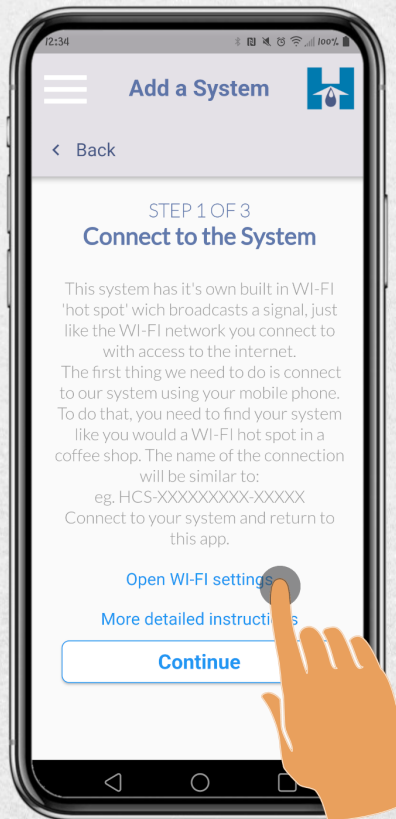 12:34
100%
Add a System
H
< Back
STEP 1 OF 3
Connect to the System
This system has it's own built in WI-FI
'hot spot' wich broadcasts a signal, just
like the WI-FI network you connect to
with access to the internet.
The first thing we need to do is connect
to our system using your mobile phone.
To do that, you need to find your system
like you would a WI-FI hot spot in a
coffee shop. The name of the connection
will be similar to:
eg. HCS-XXXXXXXXX-XXXXX
Connect to your system and return to
this app.
Open WI-FI settings
More detailed instructions
Continue